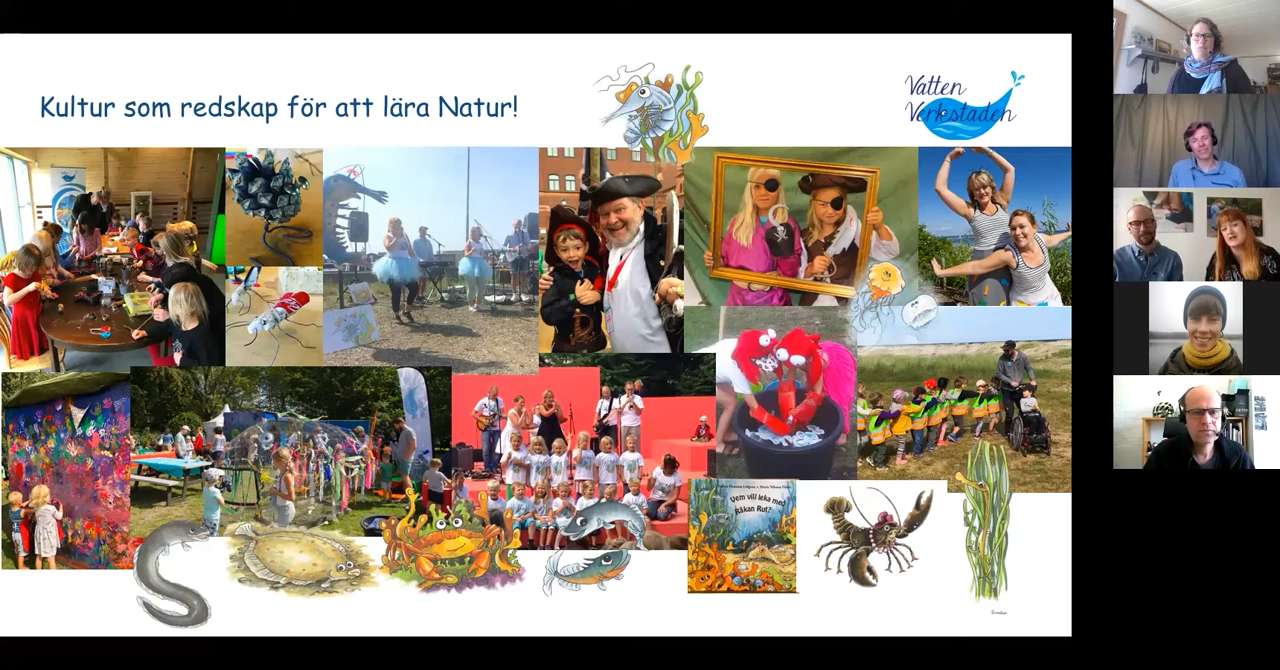 Kultur som redskap för att lära Natur!
Vatten
Verkstaden
Vem vill leka med
Räkan Rut?